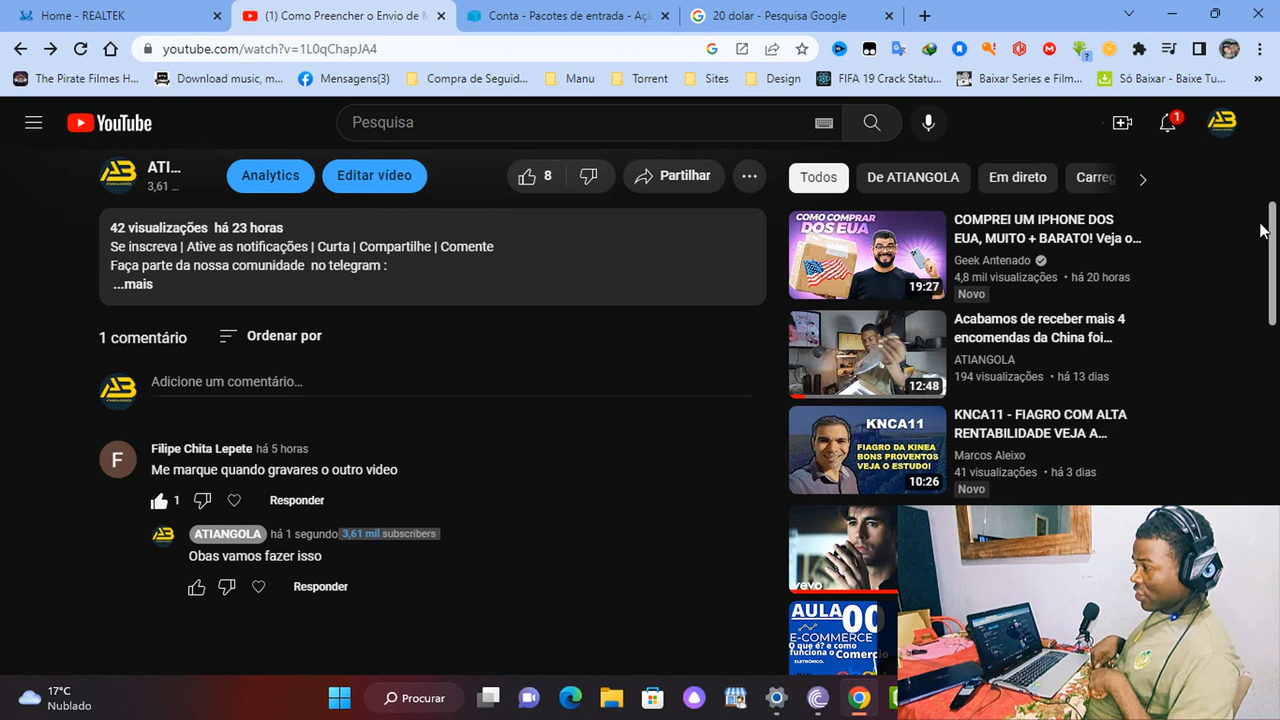 Home - REALTEK
(1) Como Preencher o Envio de M
Conta - Pacotes de entrada - Açã
20 dolar - Pesquisa Google
youtube.com/watch?v=1L0qChapJA4
The Pirate Filmes H...
Download music, m...
Mensagens(3)
Compra de Seguid...
Manu
Torrent
Sites
Design
FIFA 19 Crack Statu...
Baixar Series e Film...
Só Baixar - Baixe Tu...
YouTube
Pesquisa
1
ATI...
3,61 ...
Analytics
Editar vídeo
8
Partilhar
Todos
De ATIANGOLA
Em direto
Carreg
42 visualizações há 23 horas
Se inscreva | Ative as notificações | Curta | Compartilhe | Comente
Faça parte da nossa comunidade no telegram :
...mais
1 comentário
Ordenar por
Adicione um comentário...
F
Filipe Chita Lepete há 5 horas
Me marque quando gravares o outro video
1
Responder
ATIANGOLA há 1 segundo 3,61 mil subscribers
Obas vamos fazer isso
Responder
COMO COMPRAR
DOS EUA
19:27
COMPREI UM IPHONE DOS
EUA, MUITO + BARATO! Veja o...
Geek Antenado
4,8 mil visualizações • há 20 horas
Novo
12:48
Acabamos de receber mais 4
encomendas da China foi...
ATIANGOLA
194 visualizações • há 13 dias
KNCA11
FIAGRO DA KINEA
BONS PROVENTOS
VEJA O ESTUDO!
10:26
KNCA11 - FIAGRO COM ALTA
RENTABILIDADE VEJA A...
Marcos Aleixo
41 visualizações • há 3 dias
Novo
vevo
AULA 00
E-COMMERCE
O que é? e como
funciona o Comercio
ELETRÓNICO.
17°C
Nublado
Procurar